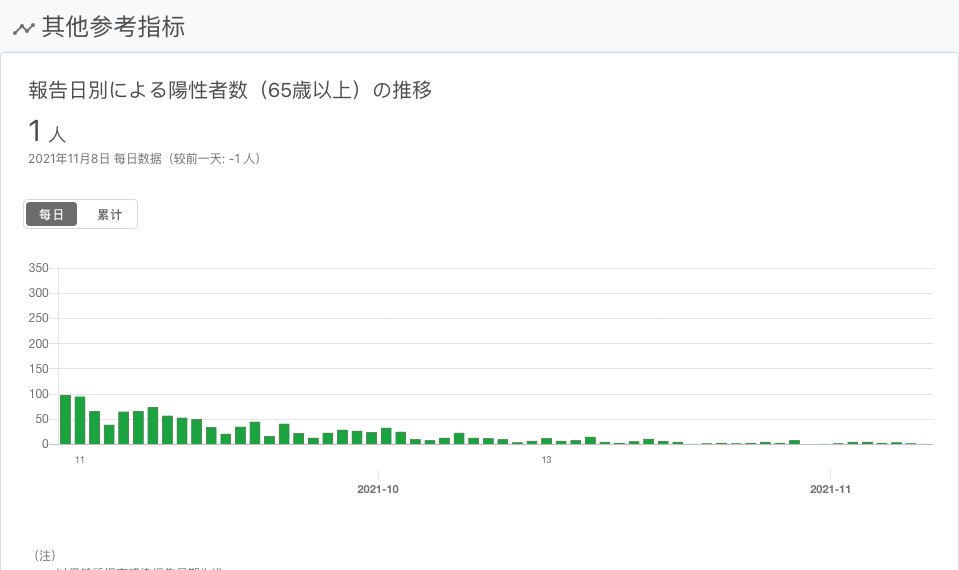 其他参考指标
報告日別による陽性者数（65歳以上）の推移
1 人
2021年11月8日 每日数据（较前一天: -1 人）
每日 累计
350
300
250
200
150
100
50
0
11 13
2021-10 2021-11
（注）